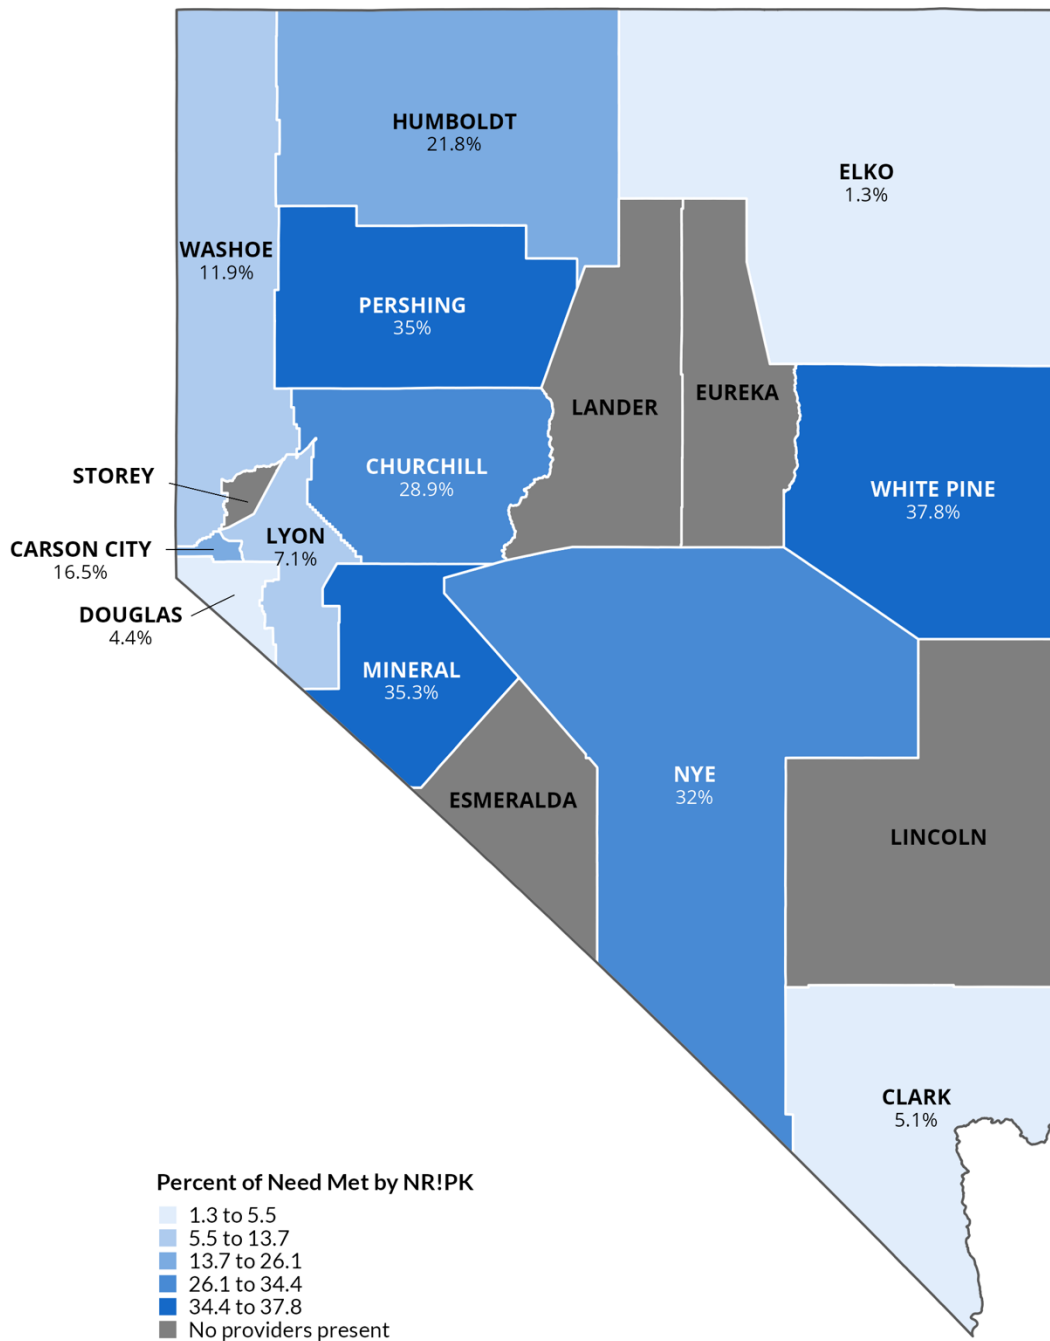 HUMBOLDT
21.8%
ELKO
1.3%
WASHOE
11.9%
PERSHING
35%
EUREKA
LANDER
CHURCHILL
28.9%
STOREY
WHITE PINE
37.8%
LYON
7.1%
CARSON CITY
16.5%
DOUGLAS
4.4%
MINERAL
35.3%
NYE
32%
ESMERALDA
LINCOLN
CLARK
5.1%
Percent of Need Met by NR!PK
1.3 to 5.5
5.5 to 13.7
13.7 to 26.1
26.1 to 34.4
34.4 to 37.8
No providers present